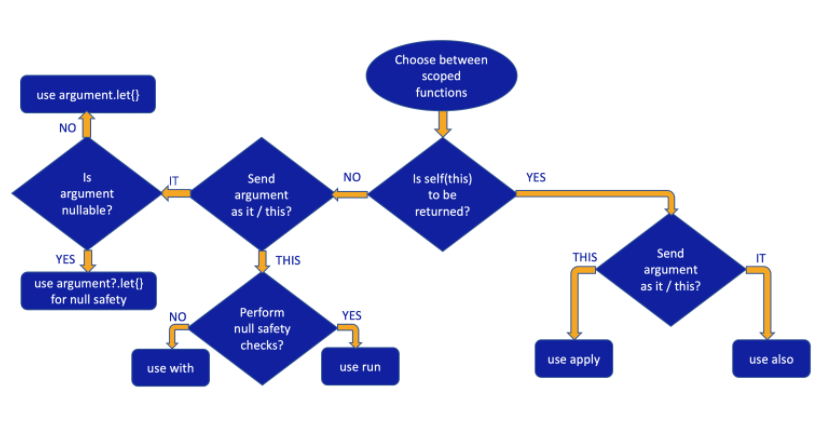 Choose between
scoped
functions
use argument.let{}
NO
Is
argument
nullable?
IT
Send
argument
as it / this?
NO
Is self(this)
to be
returned?
YES
YES
use argument?.let{}
for null safety
THIS
Perform
null safety
checks?
NO
YES
use with
use run
THIS
Send
argument
as it / this?
IT
use apply
use also